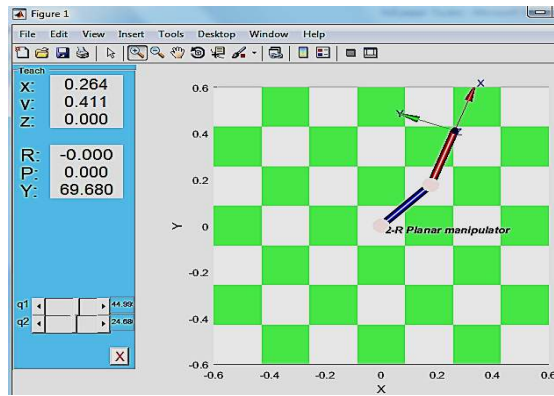 Figure 1
File Edit View Insert Tools Desktop Window Help
Teach
x: 0.264
y: 0.411
z: 0.000
R: -0.000
P: 0.000
Y: 69.680
q1 44.99
q2 24.68
X
0.6
0.4
0.2
0
-0.2
-0.4
-0.6
Y
X
Y
Z
2-R Planar manipulator
-0.6 -0.4 -0.2 0 0.2 0.4 0.6
X